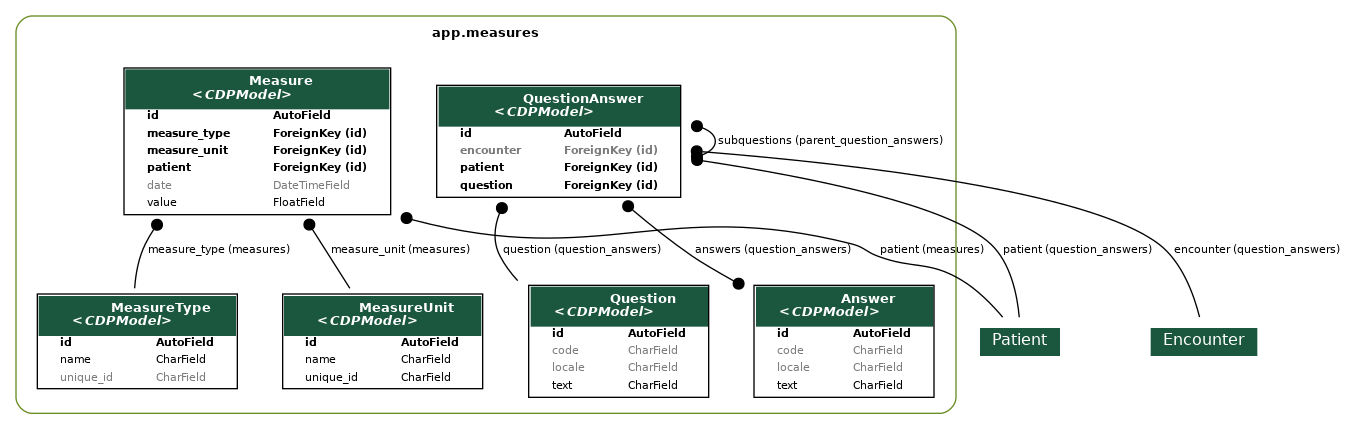 app.measures
Measure
<CDPModel>
id AutoField
measure_type ForeignKey (id)
measure_unit ForeignKey (id)
patient ForeignKey (id)
date DateTimeField
value FloatField
QuestionAnswer
<CDPModel>
id AutoField
encounter ForeignKey (id)
patient ForeignKey (id)
question ForeignKey (id)
subquestions (parent_question_answers)
measure_type (measures)
measure_unit (measures)
question (question_answers)
answers (question_answers)
patient (measures)
patient (question_answers)
encounter (question_answers)
MeasureType
<CDPModel>
id AutoField
name CharField
unique_id CharField
MeasureUnit
<CDPModel>
id AutoField
name CharField
unique_id CharField
Question
<CDPModel>
id AutoField
code CharField
locale CharField
text CharField
Answer
<CDPModel>
id AutoField
code CharField
locale CharField
text CharField
Patient
Encounter